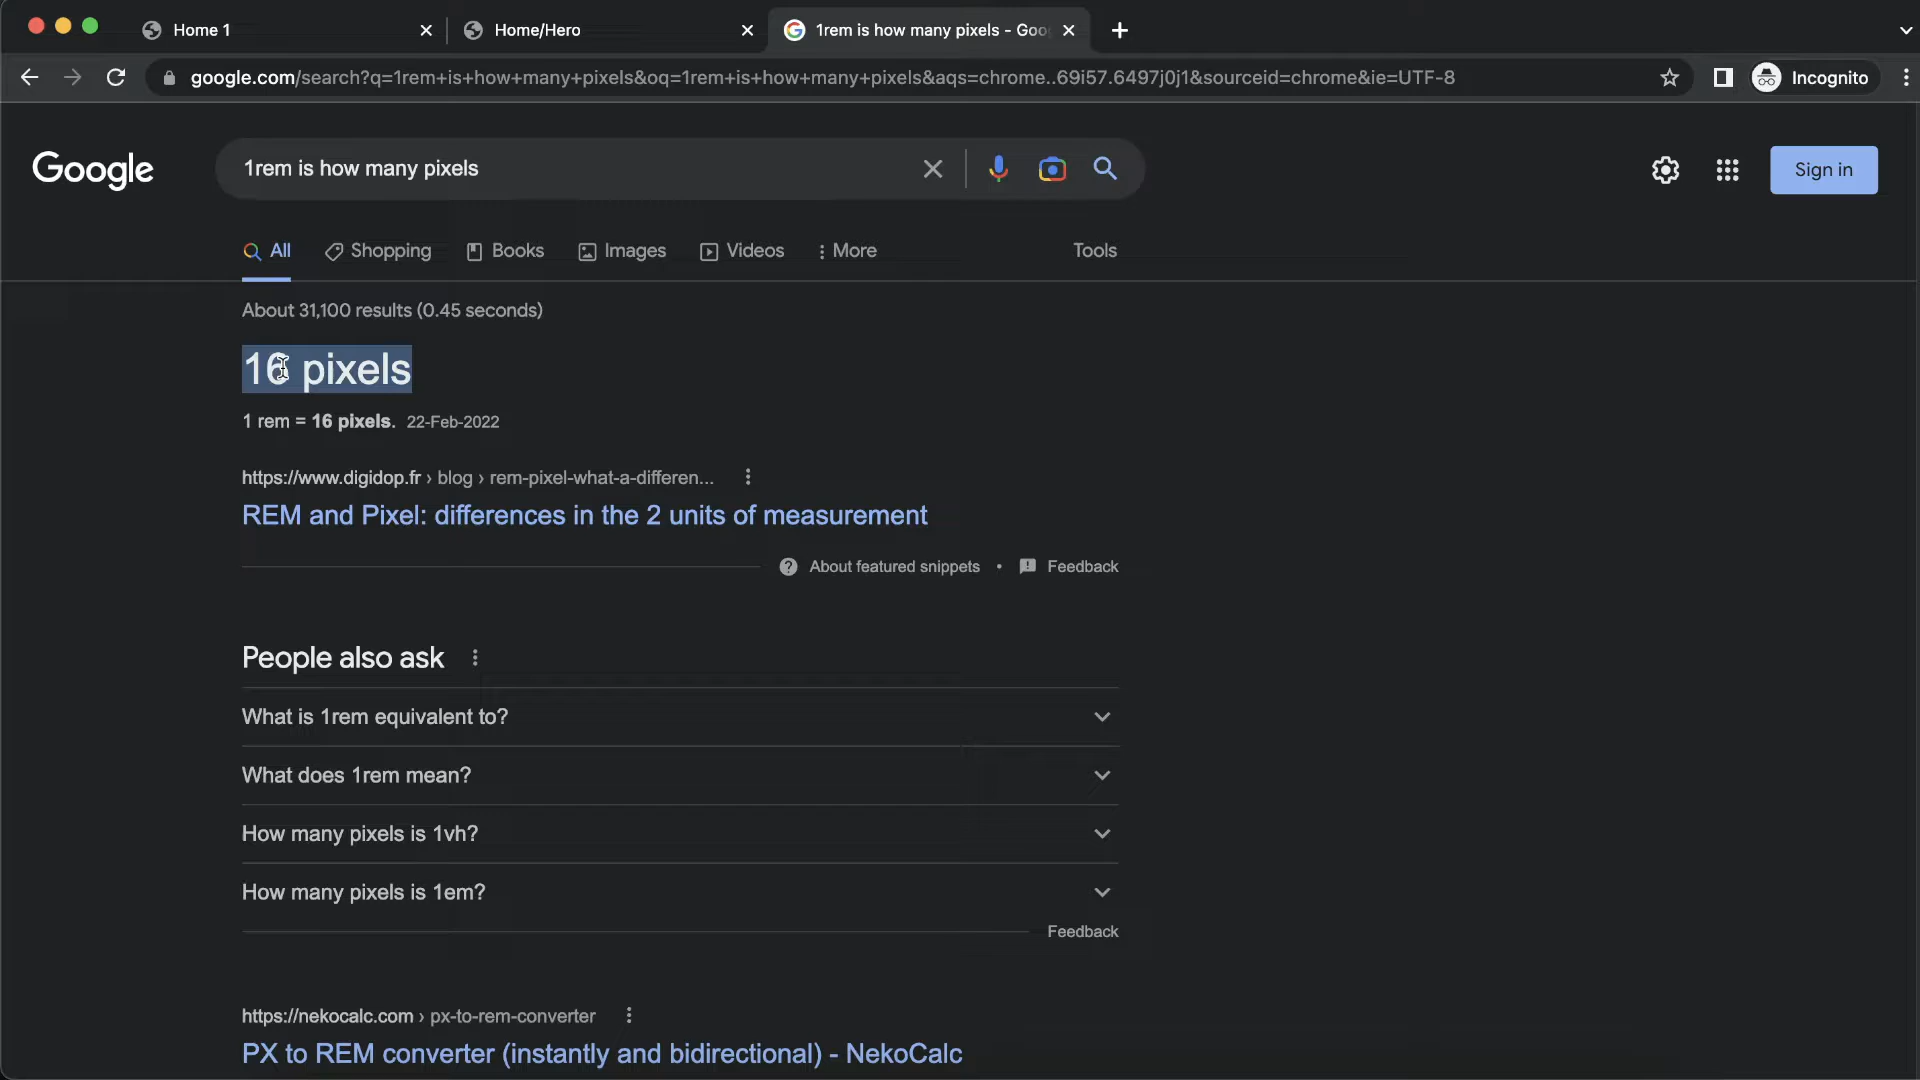 Home 1
Home/Hero
1rem is how many pixels - Goo
google.com/search?q=1rem+is+how+many+pixels&oq=1rem+is+how+many+pixels&aqs=chrome..69i57.6497j0j1&sourceid=chrome&ie=UTF-8
Incognito
Google
1rem is how many pixels
Sign in
All
Shopping
Books
Images
Videos
More
Tools
About 31,100 results (0.45 seconds)
16 pixels
1 rem = 16 pixels. 22-Feb-2022
https://www.digidop.fr › blog › rem-pixel-what-a-differen...
REM and Pixel: differences in the 2 units of measurement
About featured snippets • Feedback
People also ask
What is 1rem equivalent to?
What does 1rem mean?
How many pixels is 1vh?
How many pixels is 1em?
Feedback
https://nekocalc.com › px-to-rem-converter
PX to REM converter (instantly and bidirectional) - NekoCalc